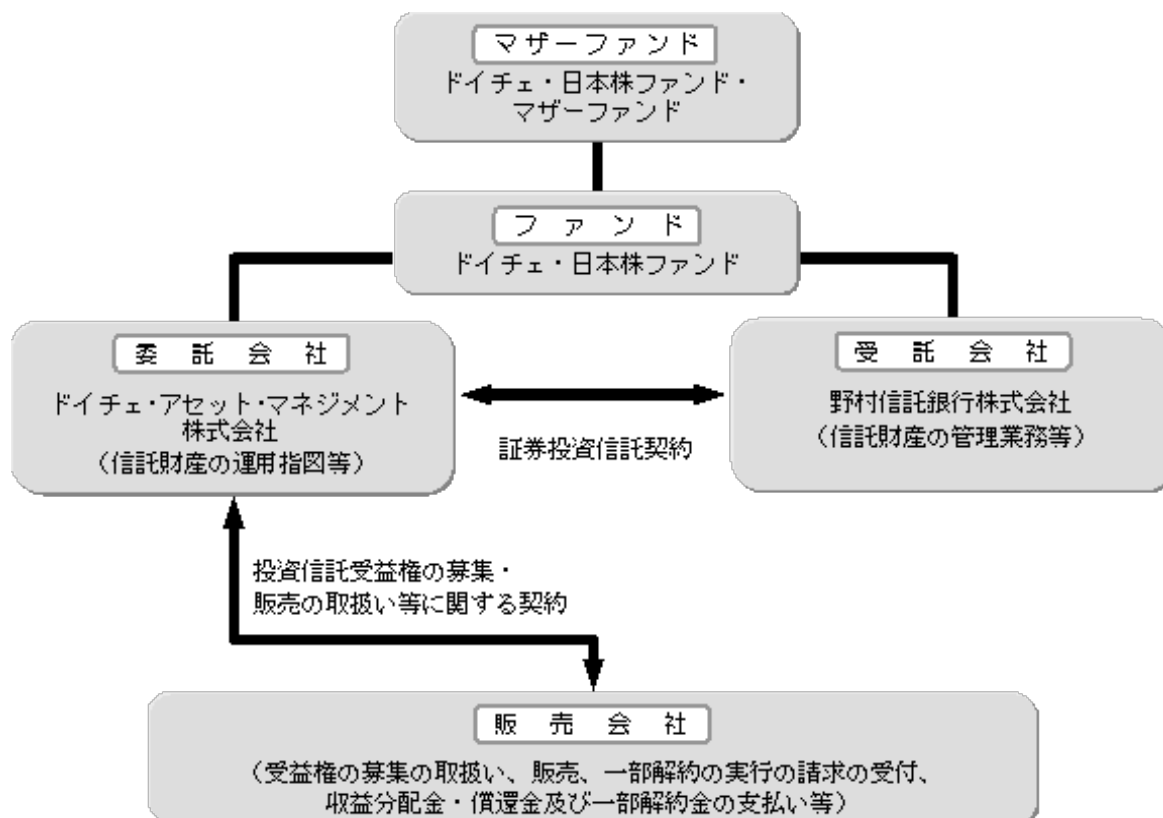 マザーファンド
ドイチェ・日本株ファンド・
マザーファンド
ファンド
ドイチェ・日本株ファンド
委託会社
ドイチェ・アセット・マネジメント
株式会社
（信託財産の運用指図等）
証券投資信託契約
受託会社
野村信託銀行株式会社
（信託財産の管理業務等）
投資信託受益権の募集・
販売の取扱い等に関する契約
販売会社
（受益権の募集の取扱い、販売、一部解約の実行の請求の受付、
収益分配金・償還金及び一部解約金の支払い等）